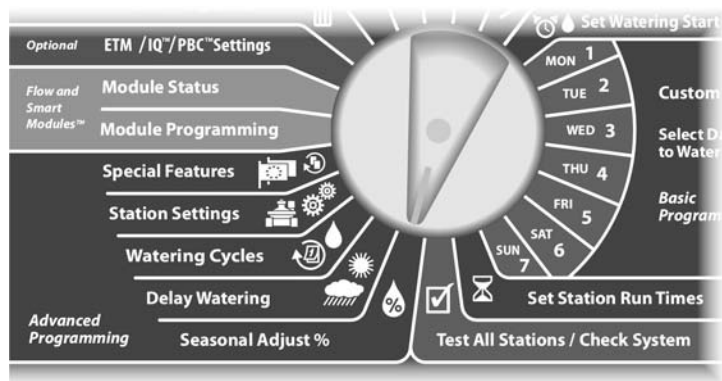 Set Watering Start
Optional
ETM /IQ™/PBC™Settings
Flow and
Smart
Modules™
Module Status
Module Programming
Special Features
Station Settings
Watering Cycles
Delay Watering
Seasonal Adjust %
Advanced
Programming
MON 1
TUE 2
WED 3
THU 4
FRI 5
SAT 6
SUN 7
Custom
Select Da
to Water
Basic
Program
Set Station Run Times
Test All Stations / Check System
%